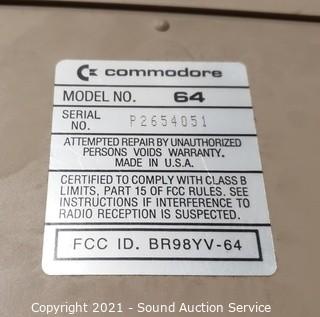 commodore
MODEL NO. 64
SERIAL NO. P2654051
ATTEMPTED REPAIR BY UNAUTHORIZED
PERSONS VOIDS WARRANTY.
MADE IN U.S.A.
CERTIFIED TO COMPLY WITH CLASS B
LIMITS, PART 15 OF FCC RULES. SEE
INSTRUCTIONS IF INTERFERENCE TO
RADIO RECEPTION IS SUSPECTED.
FCC ID. BR98YV-64
Copyright 2021 - Sound Auction Service